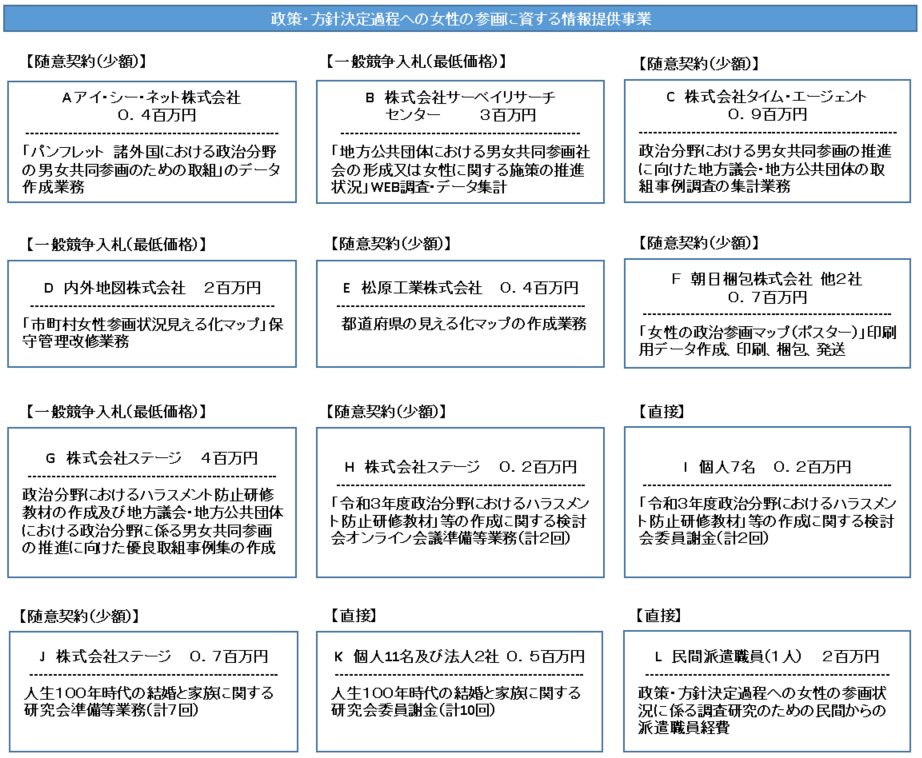 政策・方針決定過程への女性の参画に資する情報提供事業
【随意契約(少額)】
Aアイ・シー・ネット株式会社
０．４百万円
「パンフレット　諸外国における政治分野
の男女共同参画のための取組」のデータ
作成業務
【一般競争入札(最低価格)】
B　株式会社サーベイリサーチ
センター　　３百万円
「地方公共団体における男女共同参画社
会の形成又は女性に関する施策の推進
状況」WEB調査・データ集計
【随意契約(少額)】
C　株式会社タイム・エージェント
０．９百万円
政治分野における男女共同参画の推進
に向けた地方議会・地方公共団体の取
組事例調査の集計業務
【一般競争入札(最低価格)】
D　内外地図株式会社　２百万円
「市町村女性参画状況見える化マップ」保
守管理改修業務
【随意契約(少額)】
E　松原工業株式会社　０．４百万円
都道府県の見える化マップの作成業務
【随意契約(少額)】
F　朝日梱包株式会社 他２社
０．７百万円
「女性の政治参画マップ(ポスター)」印刷
用データ作成、印刷、梱包、発送
【一般競争入札(最低価格)】
G　株式会社ステージ　４百万円
政治分野におけるハラスメント防止研修
教材の作成及び地方議会・地方公共団体
における政治分野に係る男女共同参画
の推進に向けた優良取組事例集の作成
【随意契約(少額)】
H　株式会社ステージ　０．２百万円
「令和３年度政治分野におけるハラスメン
ト防止研修教材」等の作成に関する検討
会オンライン会議準備等業務(計２回)
【直接】
I　個人７名　０．２百万円
「令和３年度政治分野におけるハラスメン
ト防止研修教材」等の作成に関する検討
会委員謝金(計２回)
【随意契約(少額)】
J　株式会社ステージ　０．７百万円
人生１００年時代の結婚と家族に関する
研究会準備等業務(計７回)
【直接】
K　個人11名及び法人２社 ０．５百万円
人生１００年時代の結婚と家族に関する
研究会委員謝金(計10回)
【直接】
L　民間派遣職員(１人)　２百万円
政策・方針決定過程への女性の参画状
況に係る調査研究のための民間からの
派遣職員経費